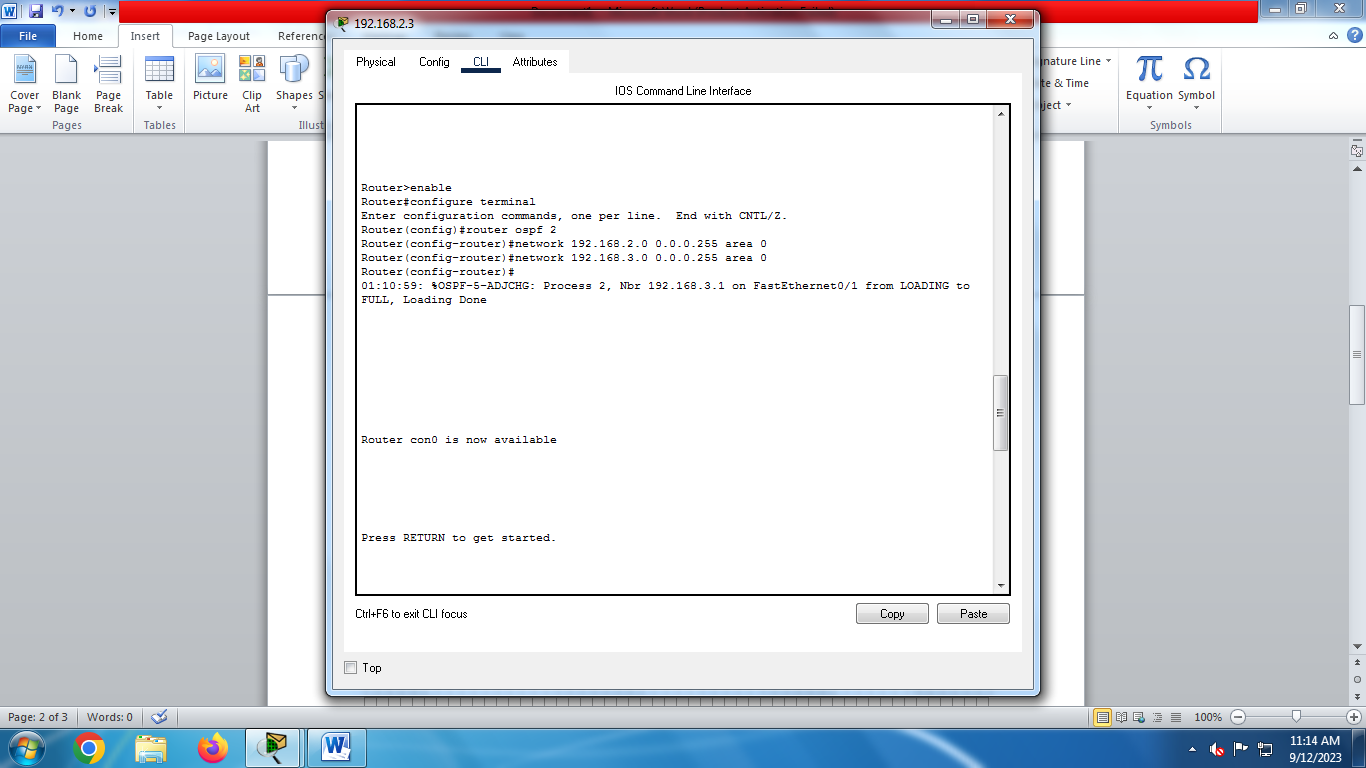 192.168.2.3
File
Home
Insert
Page Layout
Referenc
Physical
Config
CLI
Attributes
IOS Command Line Interface
Cover Page
Blank Page
Page Break
Table
Picture
Clip Art
Shapes
S
Pages
Tables
Illust
nature Line
te & Time
ject
Equation
Symbol
Symbols
Router>enable
Router#configure terminal
Enter configuration commands, one per line.  End with CNTL/Z.
Router(config)#router ospf 2
Router(config-router)#network 192.168.2.0 0.0.0.255 area 0
Router(config-router)#network 192.168.3.0 0.0.0.255 area 0
Router(config-router)#
01:10:59: %OSPF-5-ADJCHG: Process 2, Nbr 192.168.3.1 on FastEthernet0/1 from LOADING to
FULL, Loading Done
Router con0 is now available
Press RETURN to get started.
Ctrl+F6 to exit CLI focus
Copy
Paste
Top
Page: 2 of 3
Words: 0
100%
11:14 AM
9/12/2023